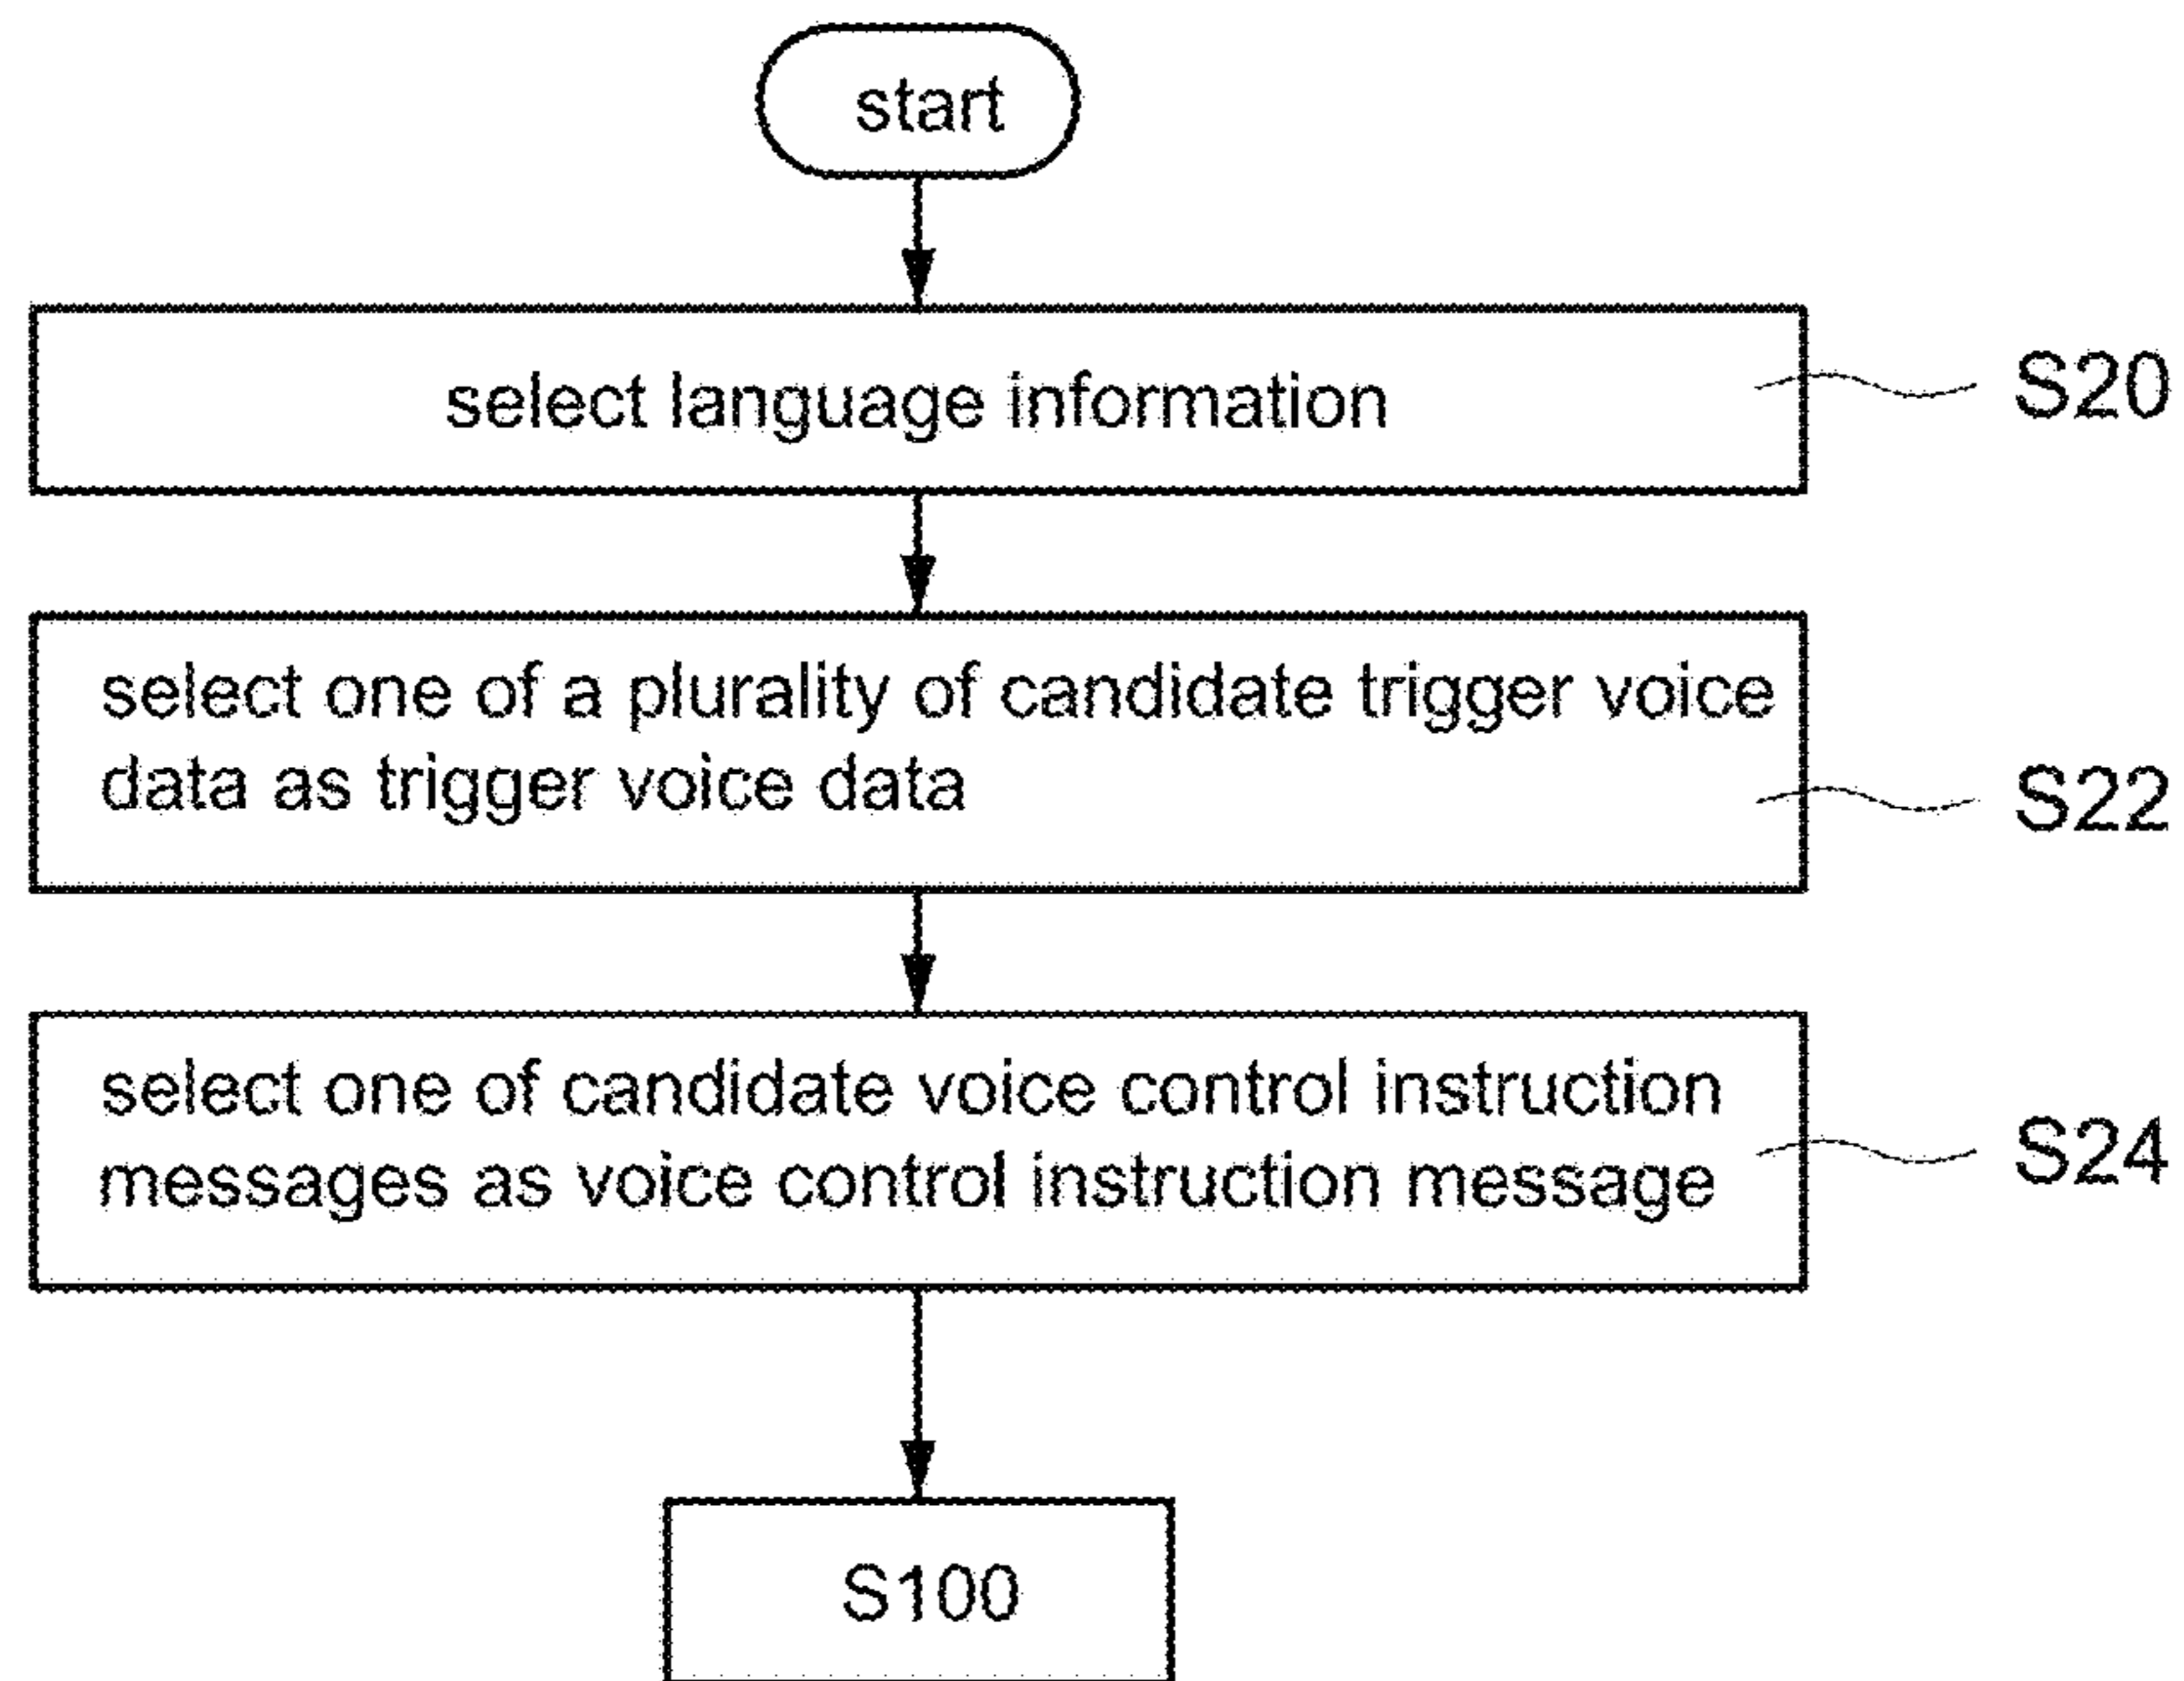 start
select language information
S20
select one of a plurality of candidate trigger voice
data as trigger voice data
S22
select one of candidate voice control instruction
messages as voice control instruction message
S24
S100